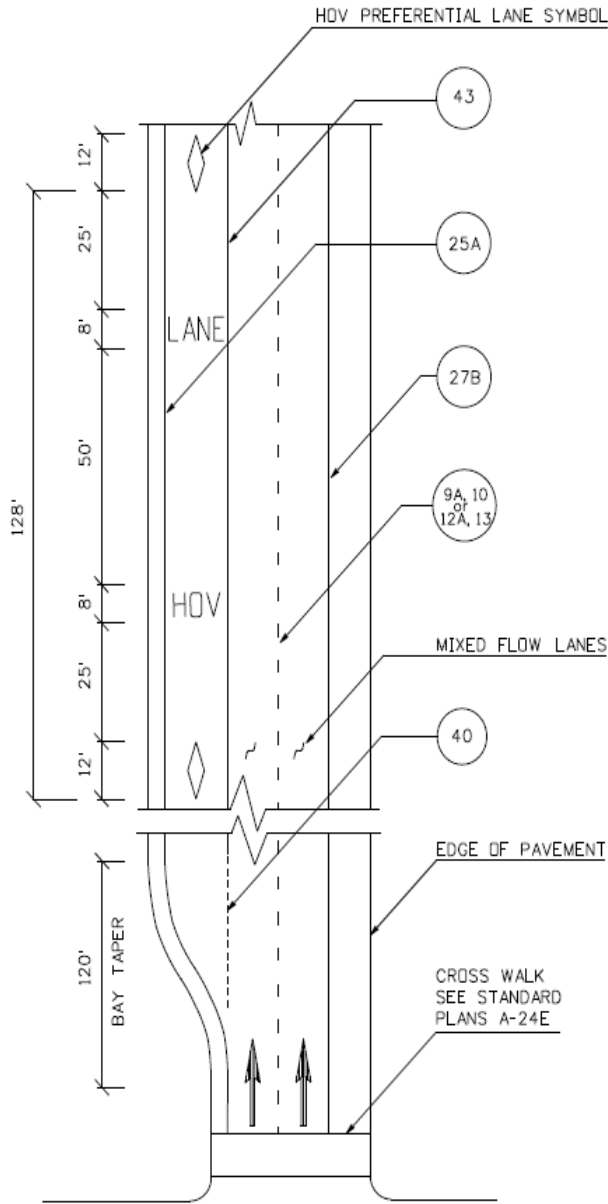 HOV PREFERENTIAL LANE SYMBOL
43
12'
25'
25A
8'
LANE
27B
50'
128'
9A, 10
or
12A, 13
8'
HOV
25'
MIXED FLOW LANES
40
12'
EDGE OF PAVEMENT
120'
BAY TAPER
CROSS WALK
SEE STANDARD
PLANS A-24E